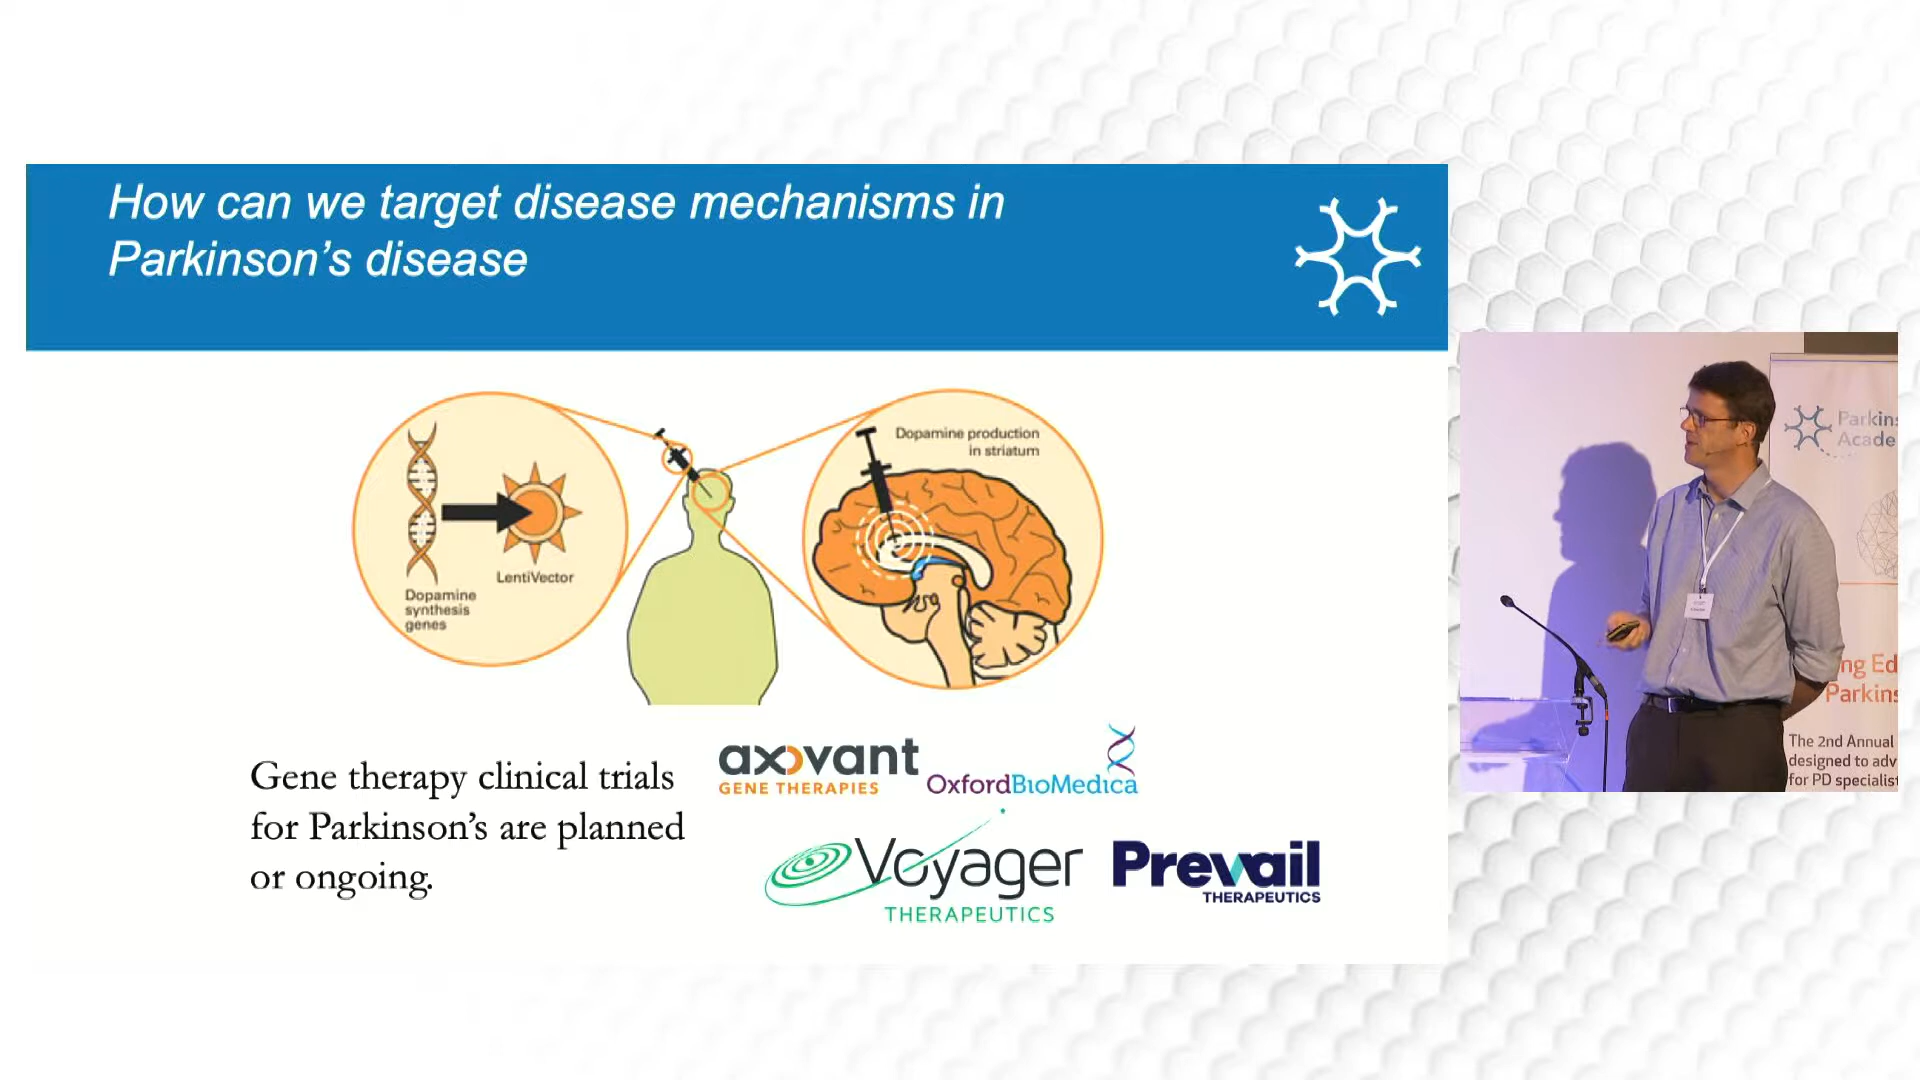 How can we target disease mechanisms in
Parkinson's disease
Dopamine production
in striatum
LentiVector
Dopamine
synthesis
genes
Gene therapy clinical trials
for Parkinson's are planned
or ongoing.
axovant
GENE THERAPIES
OxfordBioMedica
Voyager
THERAPEUTICS
Prevail
THERAPEUTICS
Parkins
Acade
ng Ed
Parkins
The 2nd Annual
designed to adv
for PD specialist